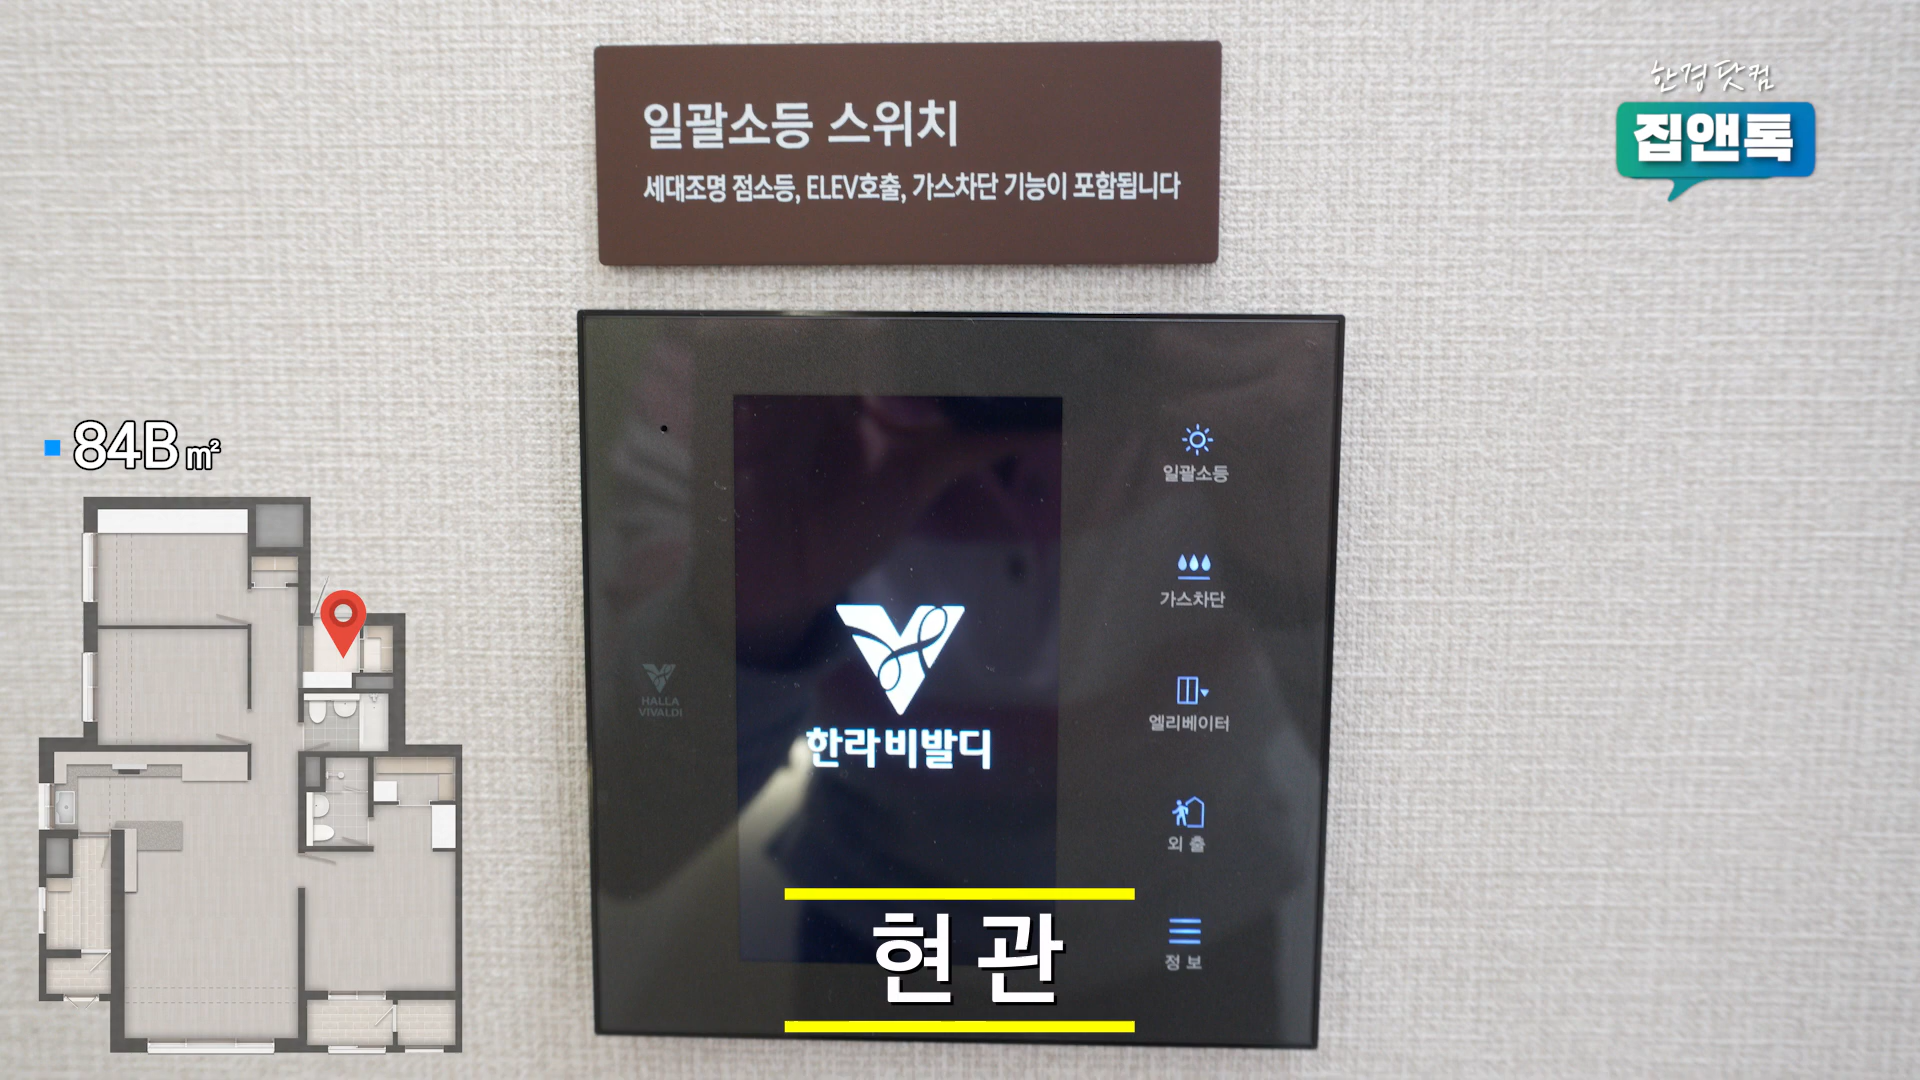 일괄소등 스위치
세대조명 점소등, ELEV호출, 가스차단 기능이 포함됩니다
한경닷컴
집앤톡
84B㎡
일괄소등
가스차단
엘리베이터
외출
정보
HALLA
VIVALDI
한라비발디
현관